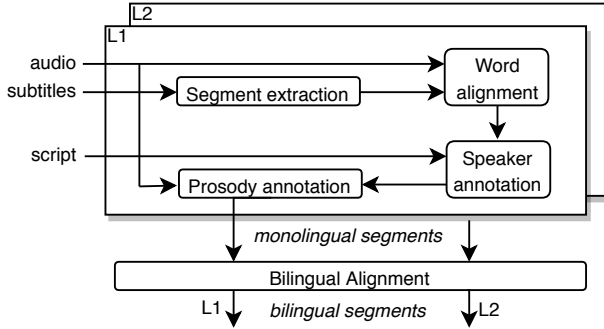 L2
L1
audio
Word
alignment
subtitles
Segment extraction
script
Speaker
annotation
Prosody annotation
monolingual segments
Bilingual Alignment
L1
bilingual segments
L2